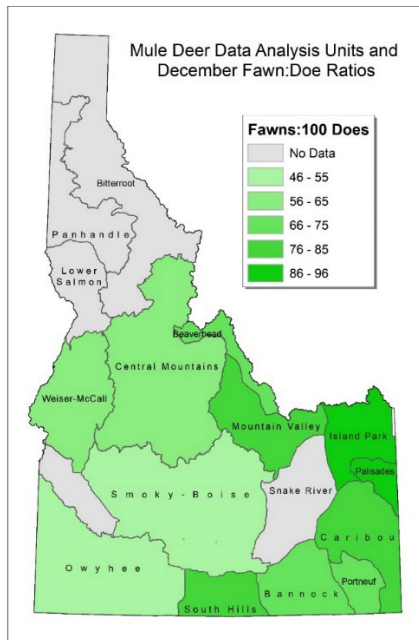 Mule Deer Data Analysis Units and
December Fawn:Doe Ratios
Fawns:100 Does
No Data
46 - 55
56 - 65
66 - 75
76 - 85
86 - 96
Bitterroot
Panhandle
Lower
Salmon
Beaverhead
Central Mountains
Weiser-McCall
Mountain Valley
Island Park
Palisades
Snake River
Smoky-Boise
Caribou
Owyhee
Portneuf
Bannock
South Hills